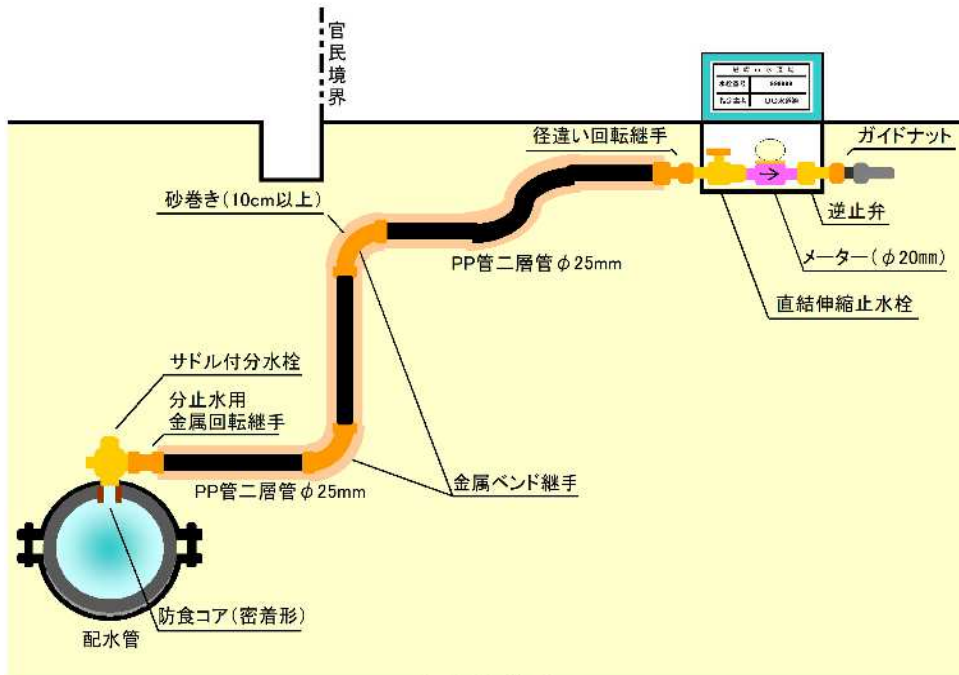 官民境界
水栓番号
999999
径違い回転継手
ガイドナット
砂巻き(10cm以上)
逆止弁
PP管二層管φ25mm
メーター(φ20mm)
直結伸縮止水栓
サドル付分水栓
分止水用
金属回転継手
金属ベンド継手
PP管二層管φ25mm
防食コア(密着形)
配水管